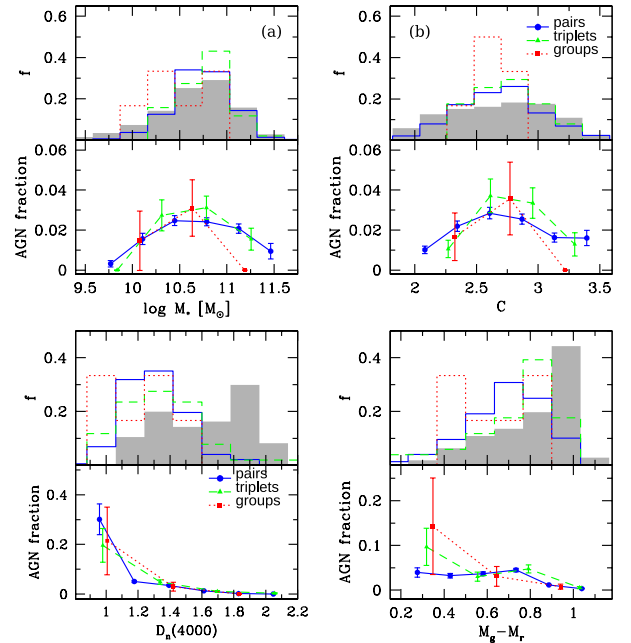 (a)
f
0.6
0.4
0.2
AGN fraction
0.06
0.04
0.02
0
9.5 10 10.5 11 11.5
log M* [M⊙]
(b)
pairs
triplets
groups
f
0.6
0.4
0.2
AGN fraction
0.06
0.04
0.02
0
2 2.5 3 3.5
C
f
0.4
0.2
pairs
triplets
groups
AGN fraction
0.4
0.2
0
1 1.2 1.4 1.6 1.8 2 2.2
Dn(4000)
f
0.4
0.2
AGN fraction
0.2
0.1
0.05
0
0.2 0.4 0.6 0.8 1
Mg−Mr